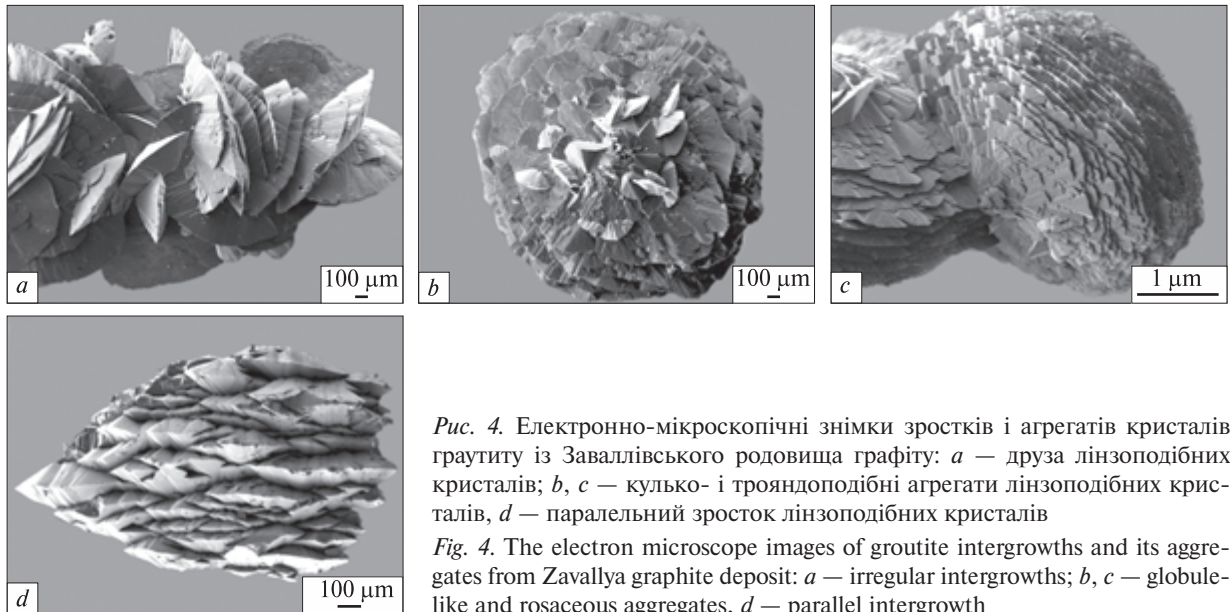 a
100 µm
b
100 µm
c
1 µm
d
100 µm
Рис. 4. Електронно-мікроскопічні знімки зростків і агрегатів кристалів
граутиту із Заваллівського родовища графіту: a — друза лінзоподібних
кристалів; b, c — кулько- і трояндоподібні агрегати лінзоподібних крис-
талів, d — паралельний зросток лінзоподібних кристалів
Fig. 4. The electron microscope images of groutite intergrowths and its aggre-
gates from Zavallya graphite deposit: a — irregular intergrowths; b, c — globule-
like and rosaceous aggregates, d — parallel intergrowth